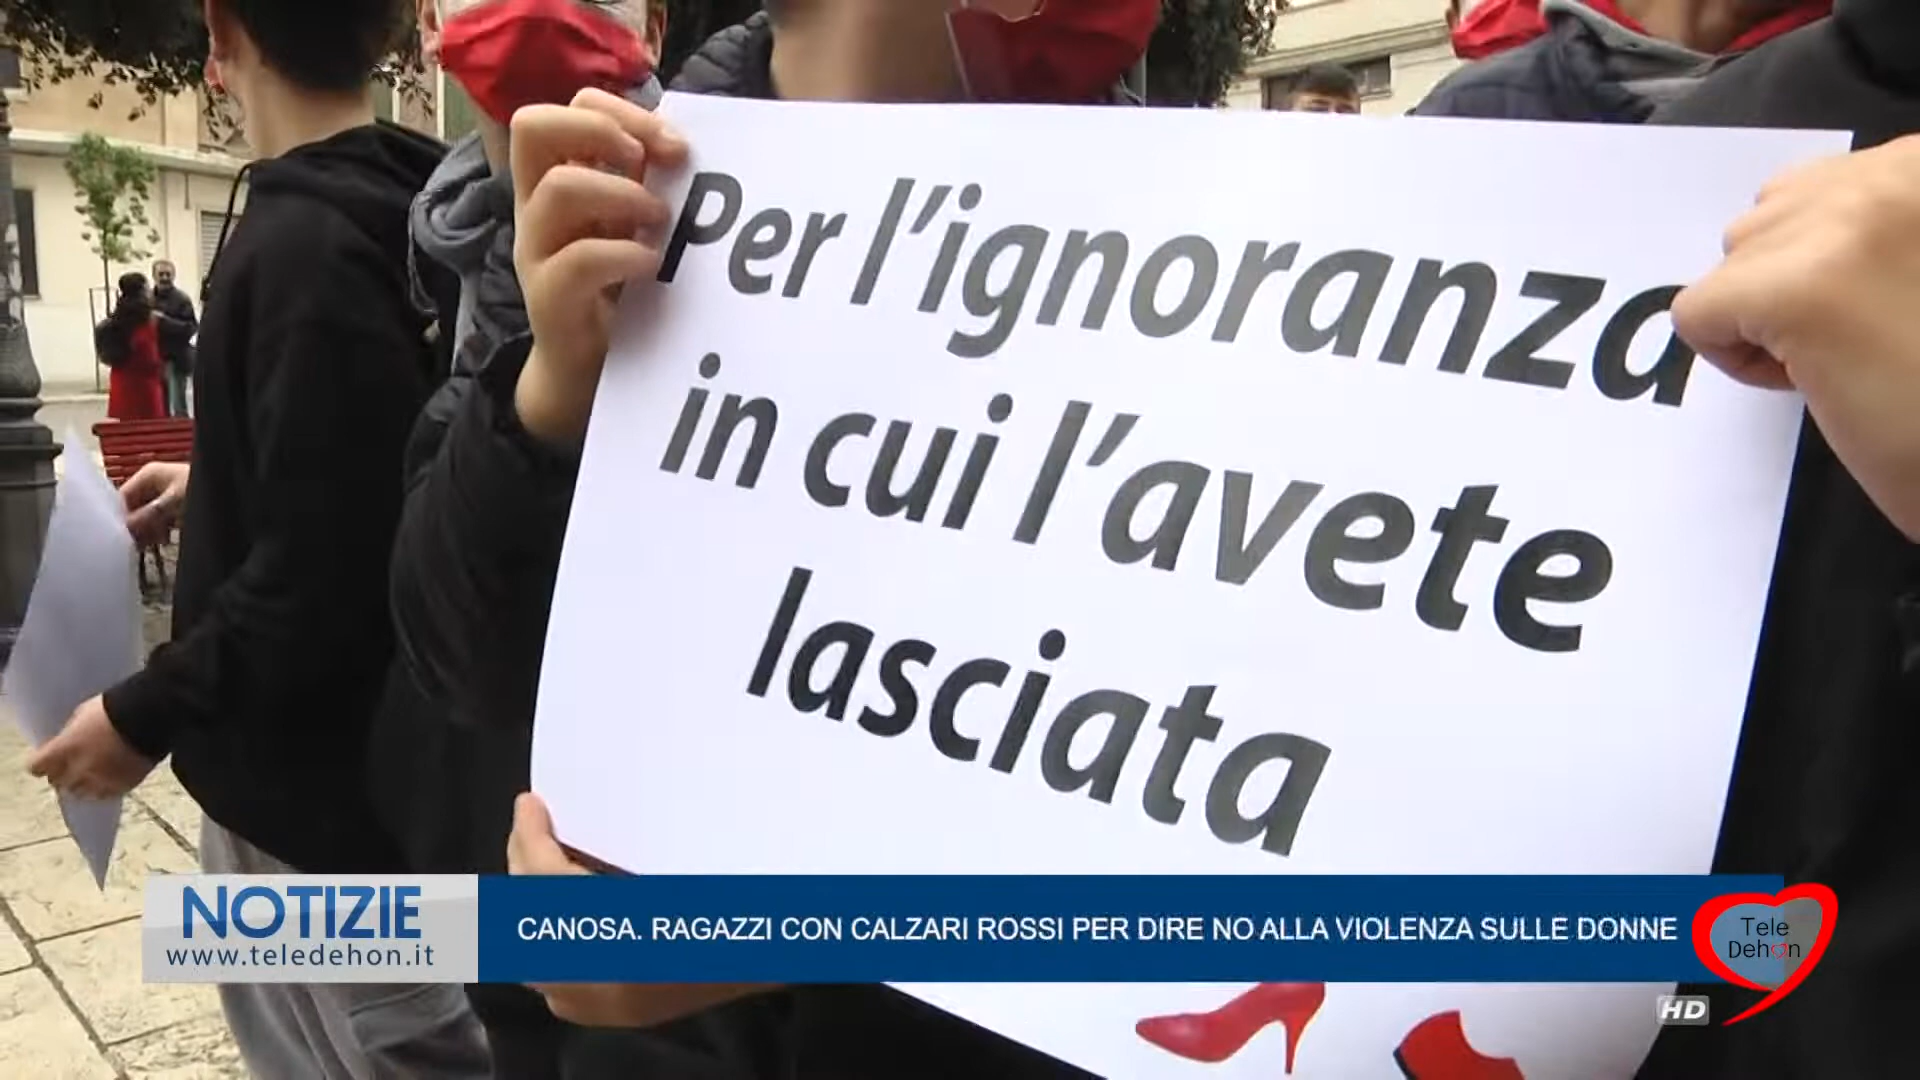 Per l'ignoranza
in cui l'avete
lasciata
NOTIZIE
www.teledehon.it
CANOSA. RAGAZZI CON CALZARI ROSSI PER DIRE NO ALLA VIOLENZA SULLE DONNE
Tele
Dehon
HD